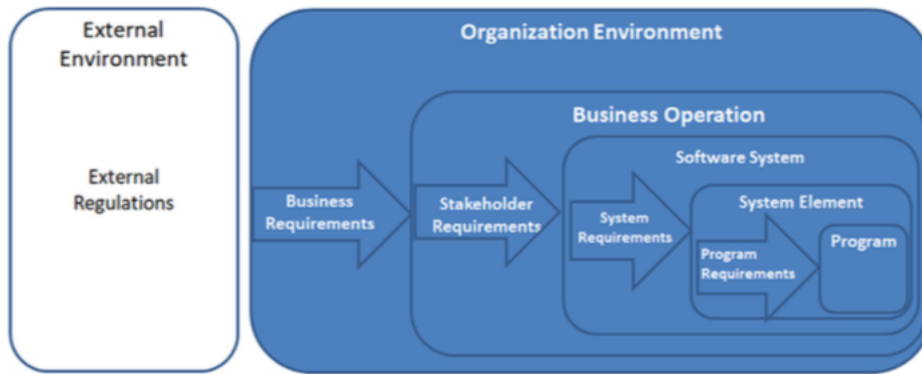 External
Environment
External
Regulations
Organization Environment
Business Operation
Software System
System Element
Business
Requirements
Stakeholder
Requirements
System
Requirements
Program
Requirements
Program